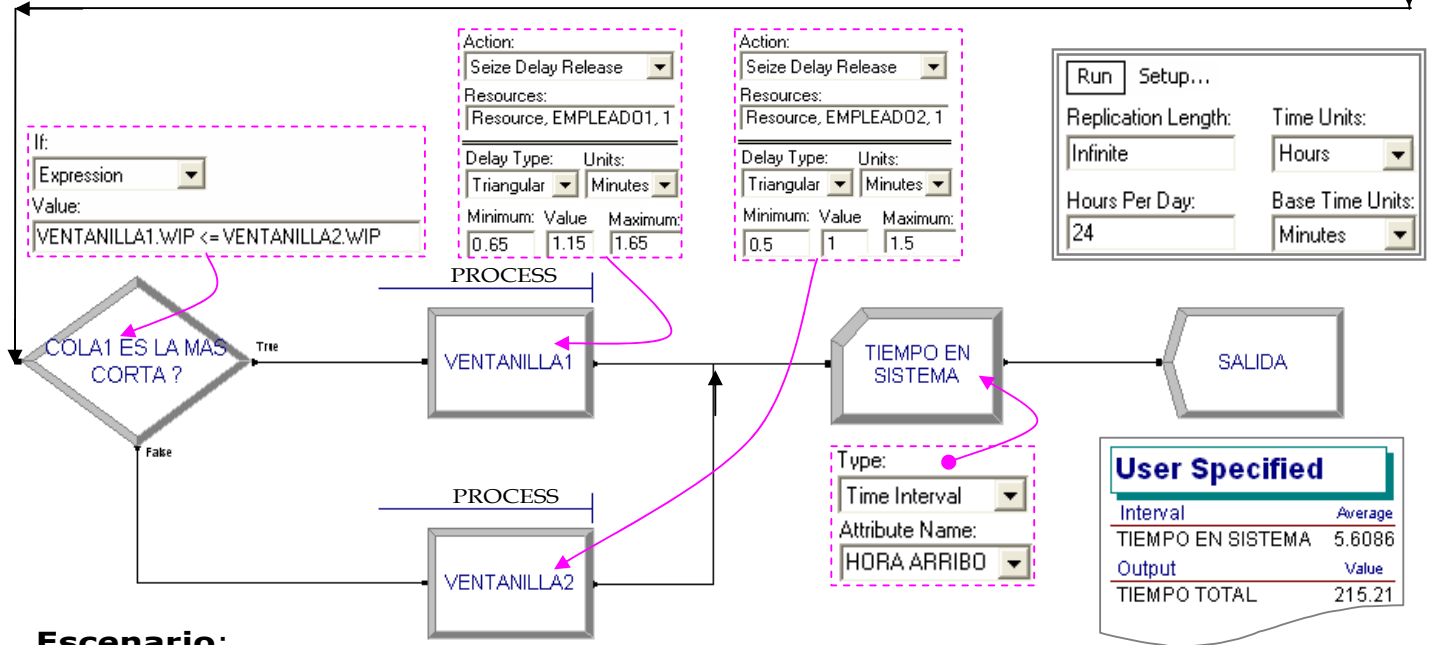 Action:
Seize Delay Release
Resources:
Resource, EMPLEADO1, 1
Delay Type: Units:
Triangular Minutes
Minimum: Value Maximum:
0.65 1.15 1.65
Action:
Seize Delay Release
Resources:
Resource, EMPLEADO2, 1
Delay Type: Units:
Triangular Minutes
Minimum: Value Maximum:
0.5 1 1.5
Run Setup...
Replication Length: Time Units:
Infinite Hours
Hours Per Day: Base Time Units:
24 Minutes
If:
Expression
Value:
VENTANILLA1.WIP <= VENTANILLA2.WIP
COLA1 ES LA MAS
CORTA ?
True
False
PROCESS
VENTANILLA1
PROCESS
VENTANILLA2
TIEMPO EN
SISTEMA
SALIDA
Type:
Time Interval
Attribute Name:
HORA ARRIBO
User Specified
Interval Average
TIEMPO EN SISTEMA 5.6086
Output Value
TIEMPO TOTAL 215.21
Escenario: